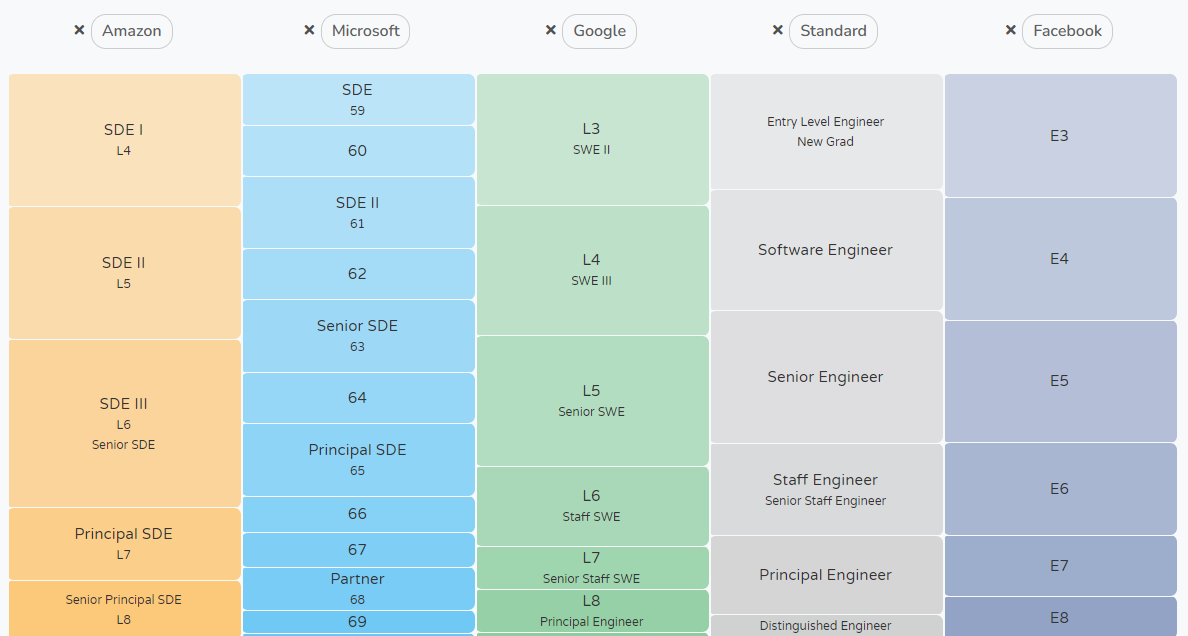 × Amazon
× Microsoft
× Google
× Standard
× Facebook
SDE I
L4
SDE II
L5
SDE III
L6
Senior SDE
Principal SDE
L7
Senior Principal SDE
L8
SDE
59
60
SDE II
61
62
Senior SDE
63
64
Principal SDE
65
66
67
Partner
68
69
L3
SWE II
L4
SWE III
L5
Senior SWE
L6
Staff SWE
L7
Senior Staff SWE
L8
Principal Engineer
Entry Level Engineer
New Grad
Software Engineer
Senior Engineer
Staff Engineer
Senior Staff Engineer
Principal Engineer
Distinguished Engineer
E3
E4
E5
E6
E7
E8